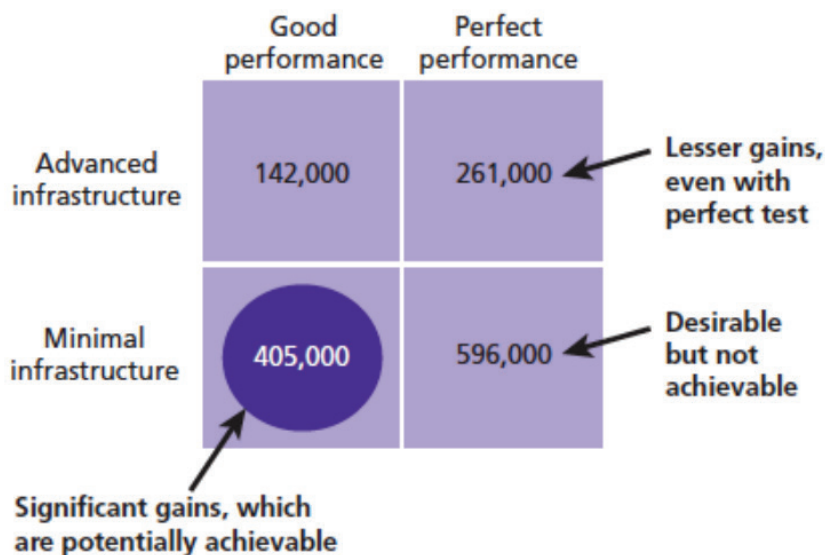 Good
performance
Perfect
performance
Advanced
infrastructure
142,000
261,000
Lesser gains,
even with
perfect test
Minimal
infrastructure
405,000
596,000
Desirable
but not
achievable
Significant gains, which
are potentially achievable